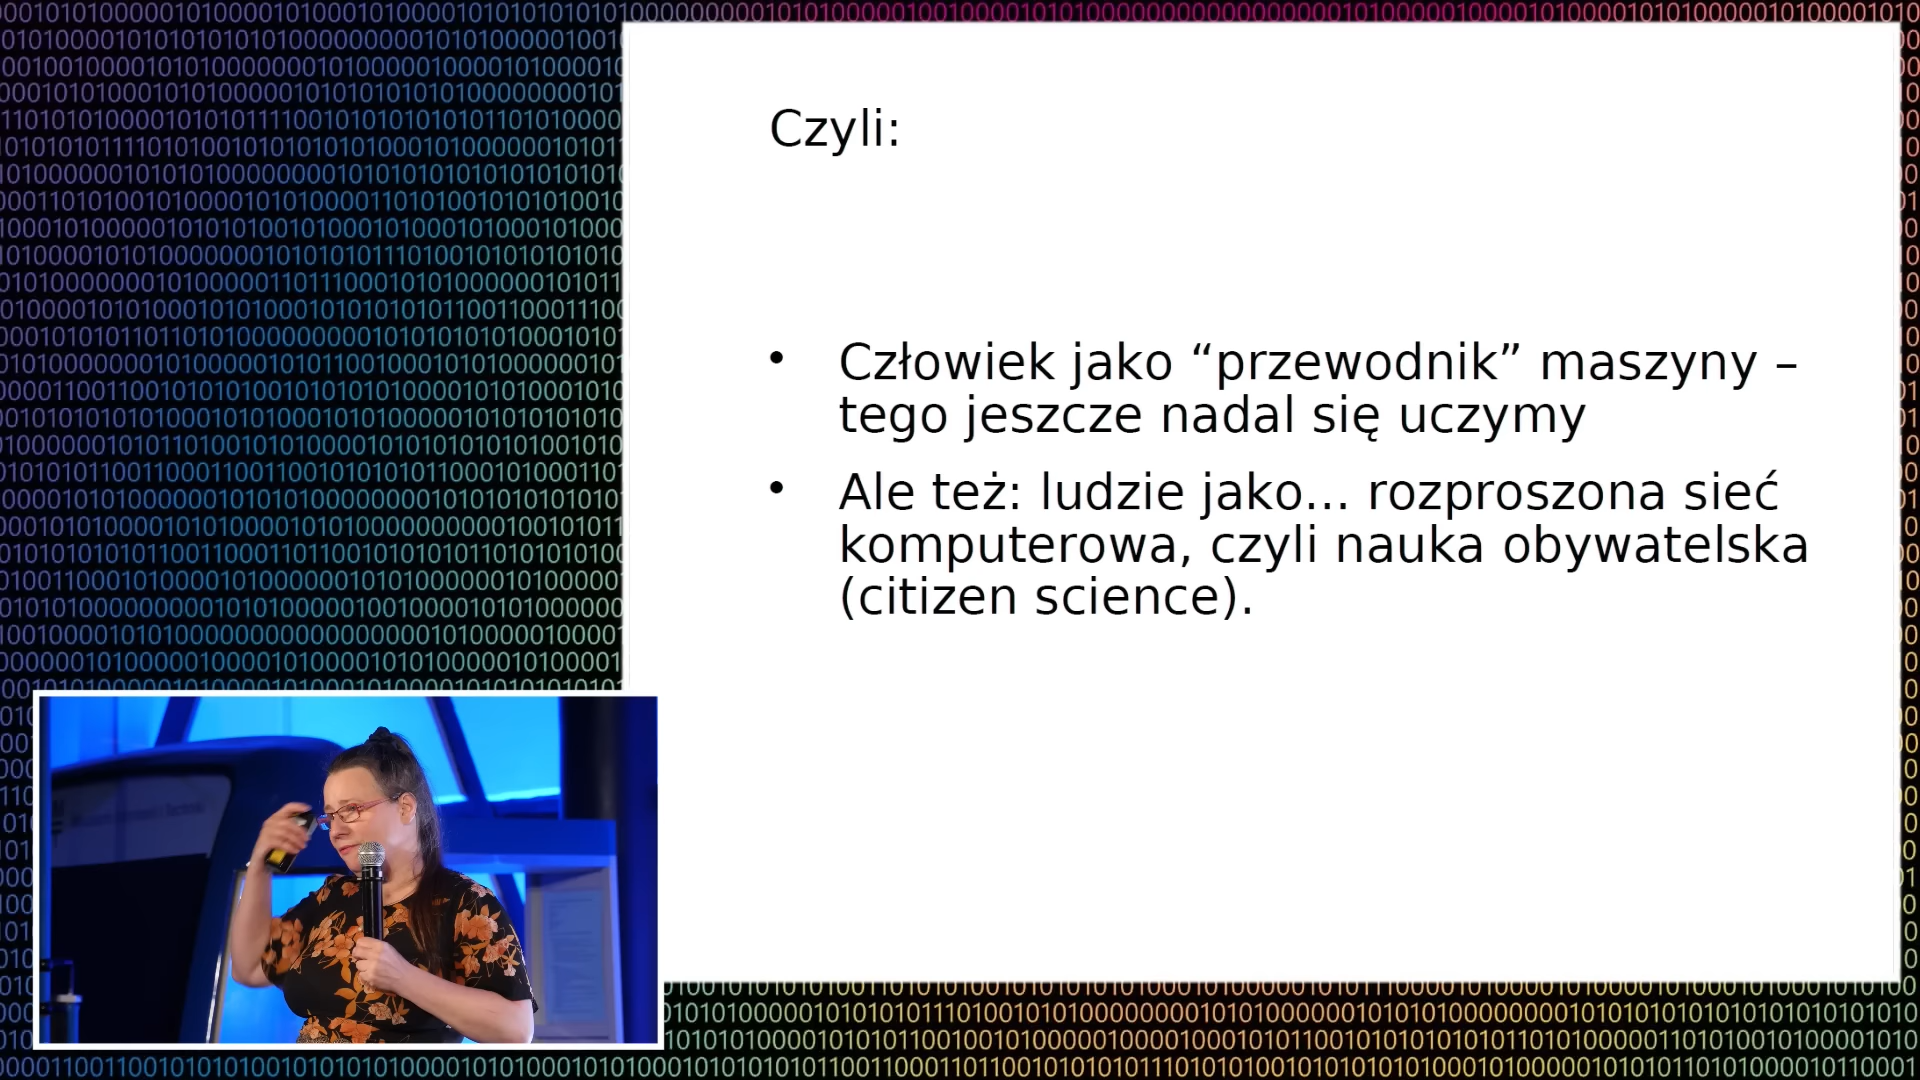 Czyli:
• Człowiek jako “przewodnik” maszyny –
tego jeszcze nadal się uczymy
• Ale też: ludzie jako... rozproszona sieć
komputerowa, czyli nauka obywatelska
(citizen science).